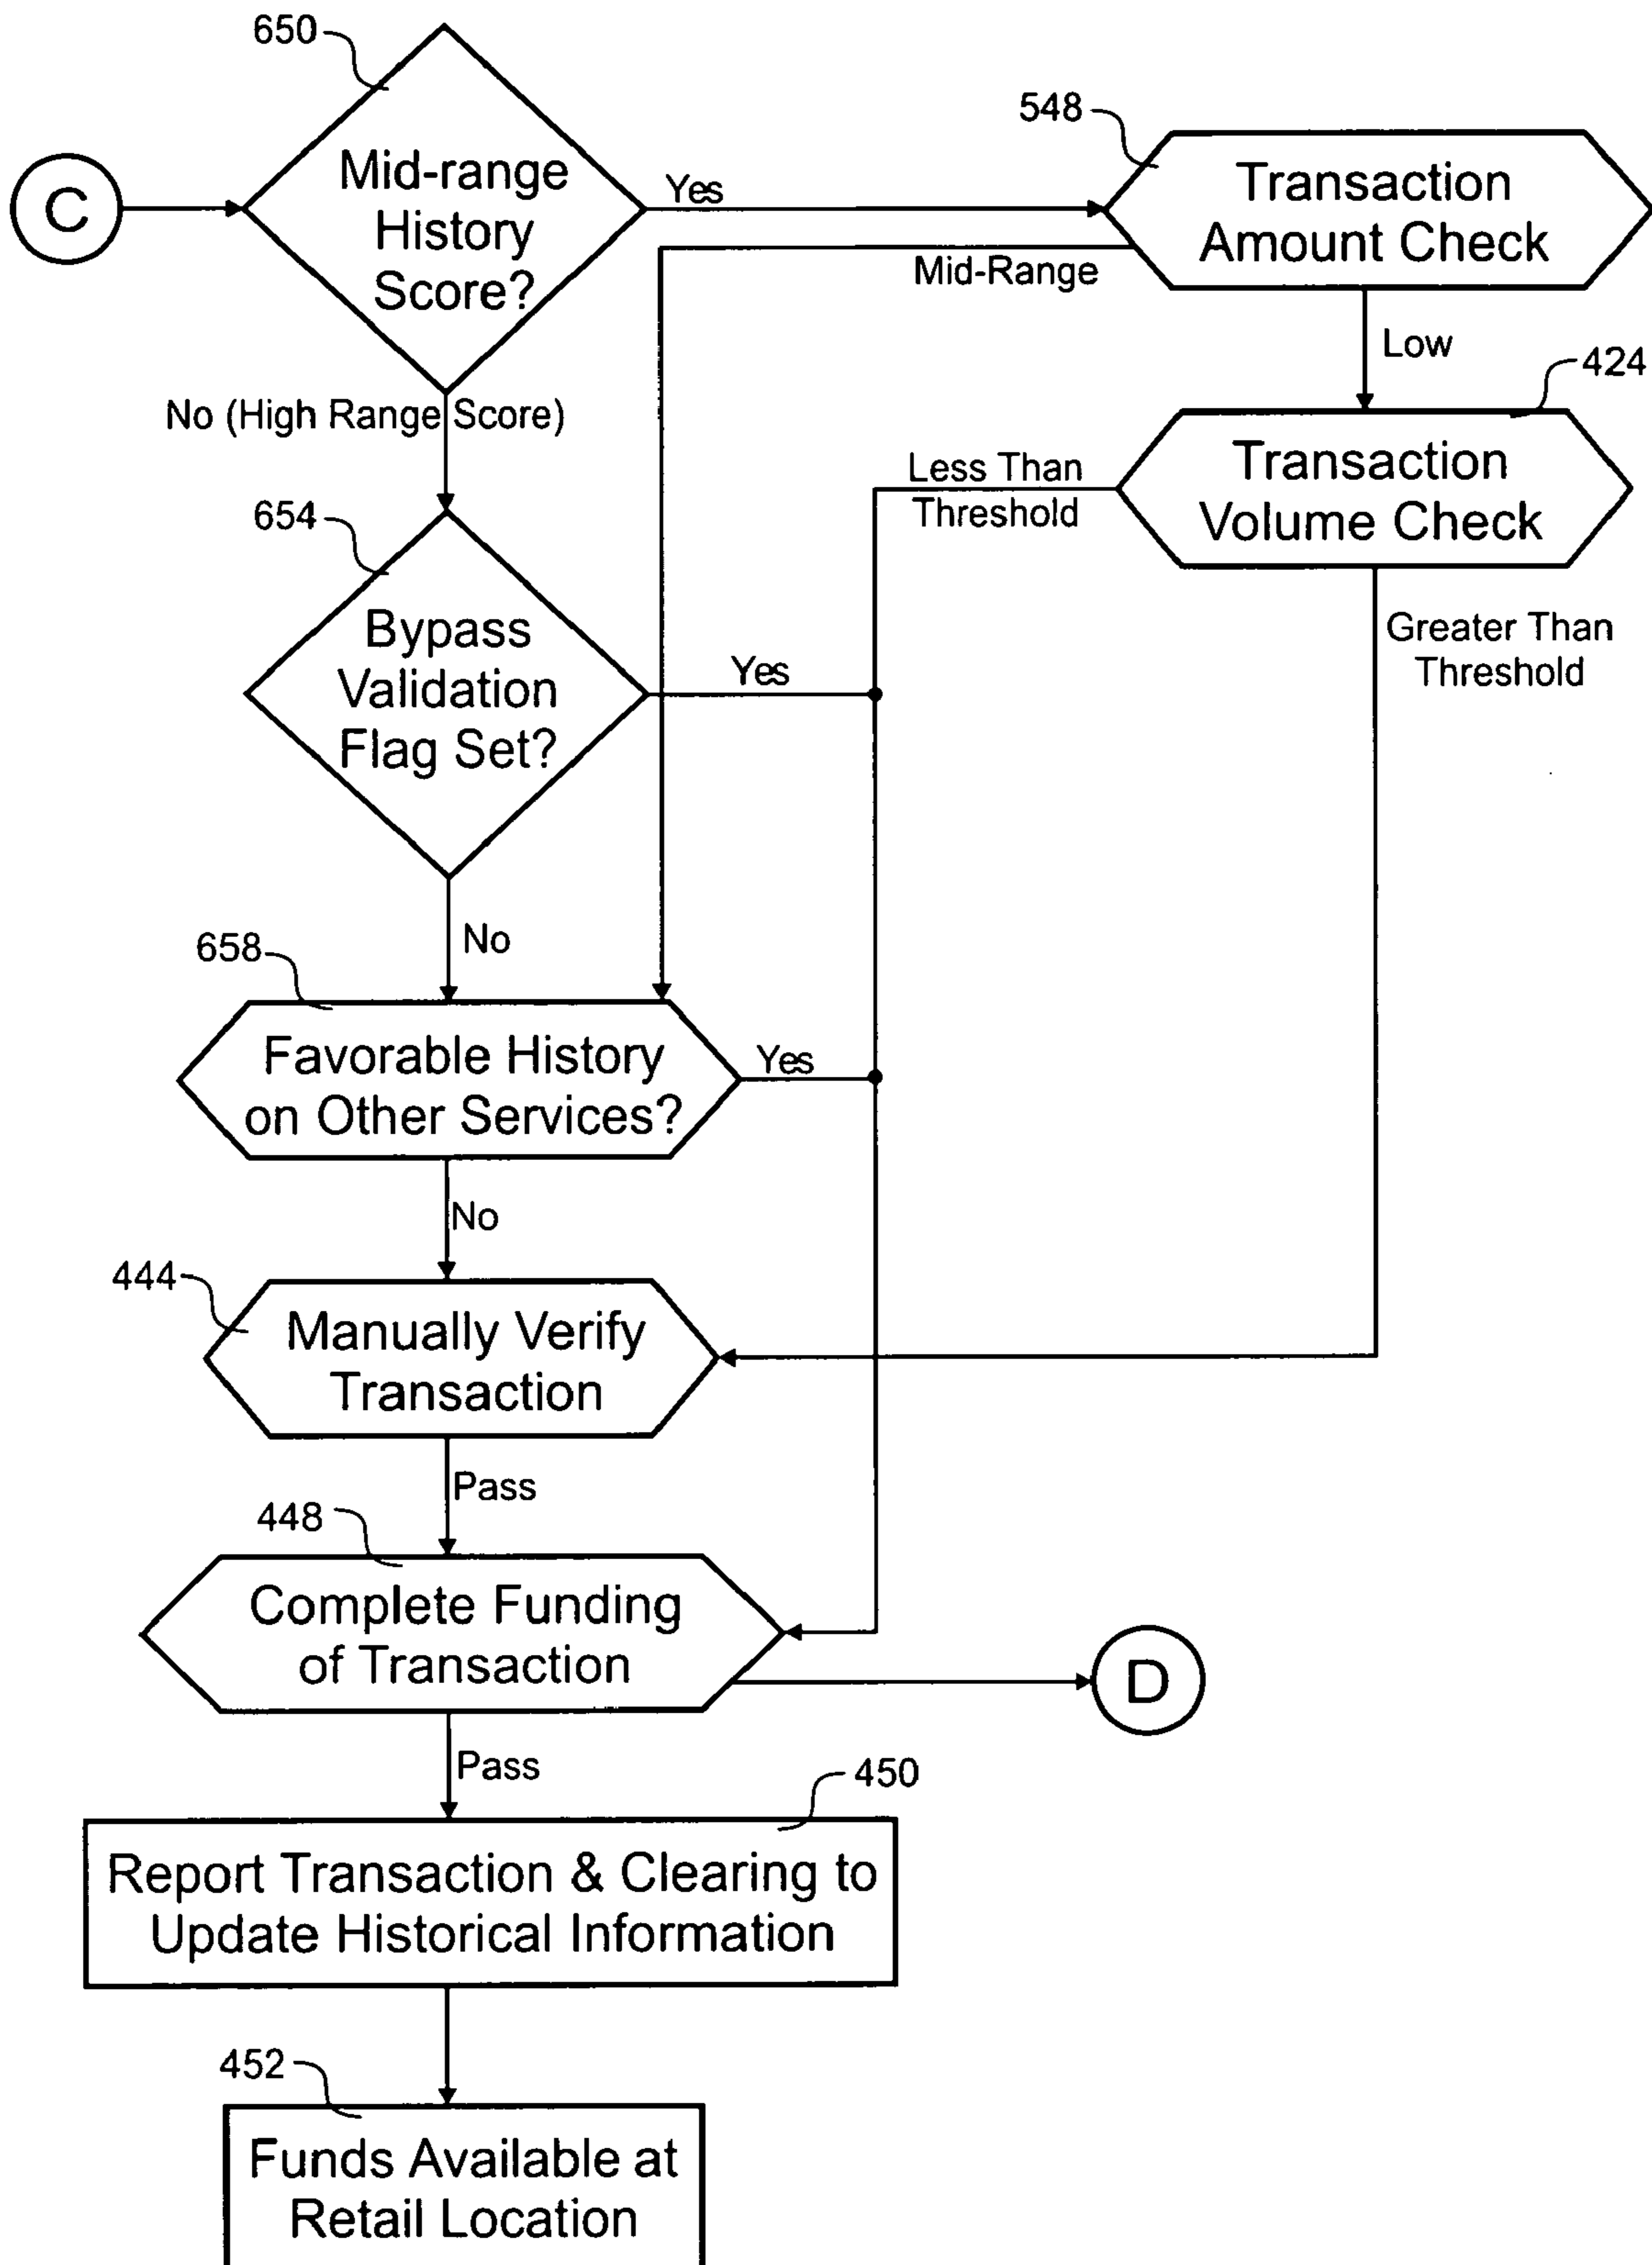 650
Mid-range
History
Score?
C
Yes
548
Transaction
Amount Check
Mid-Range
Low
No (High Range Score)
424
Transaction
Volume Check
Less Than
Threshold
Greater Than
Threshold
654
Bypass
Validation
Flag Set?
Yes
No
658
Favorable History
on Other Services?
Yes
No
444
Manually Verify
Transaction
Pass
448
Complete Funding
of Transaction
D
Pass
450
Report Transaction & Clearing to
Update Historical Information
452
Funds Available at
Retail Location